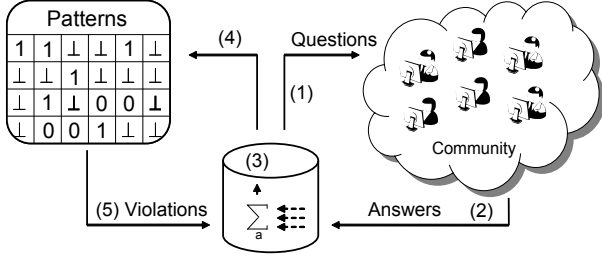 Patterns
1 1 ⊥ ⊥ 1 ⊥
⊥ ⊥ 1 ⊥ ⊥ ⊥
⊥ 1 ⊥ 0 0 ⊥
⊥ 0 0 1 ⊥ ⊥
(4)
Questions
(1)
Community
(3)
∑
a
(5) Violations
Answers (2)